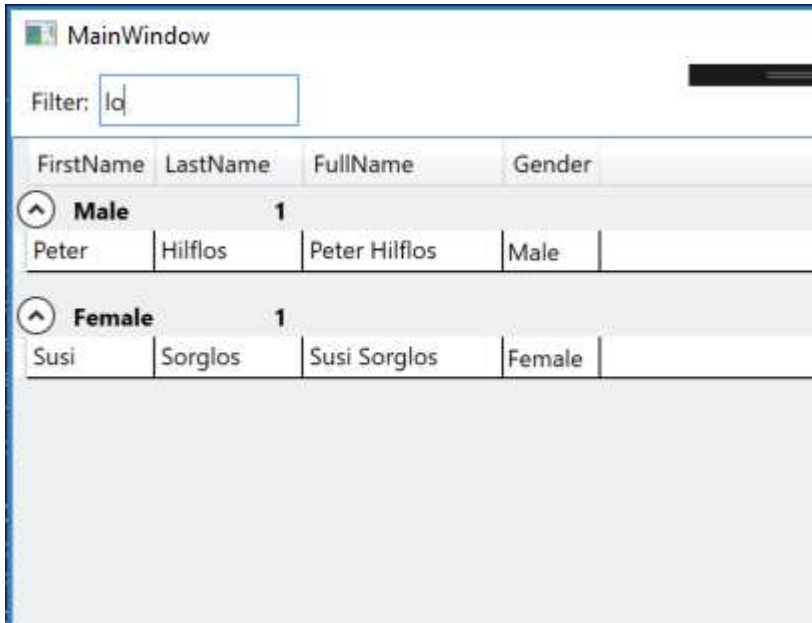 MainWindow
Filter: lo
FirstName LastName FullName Gender
Male 1
Peter Hilflos Peter Hilflos Male
Female 1
Susi Sorglos Susi Sorglos Female